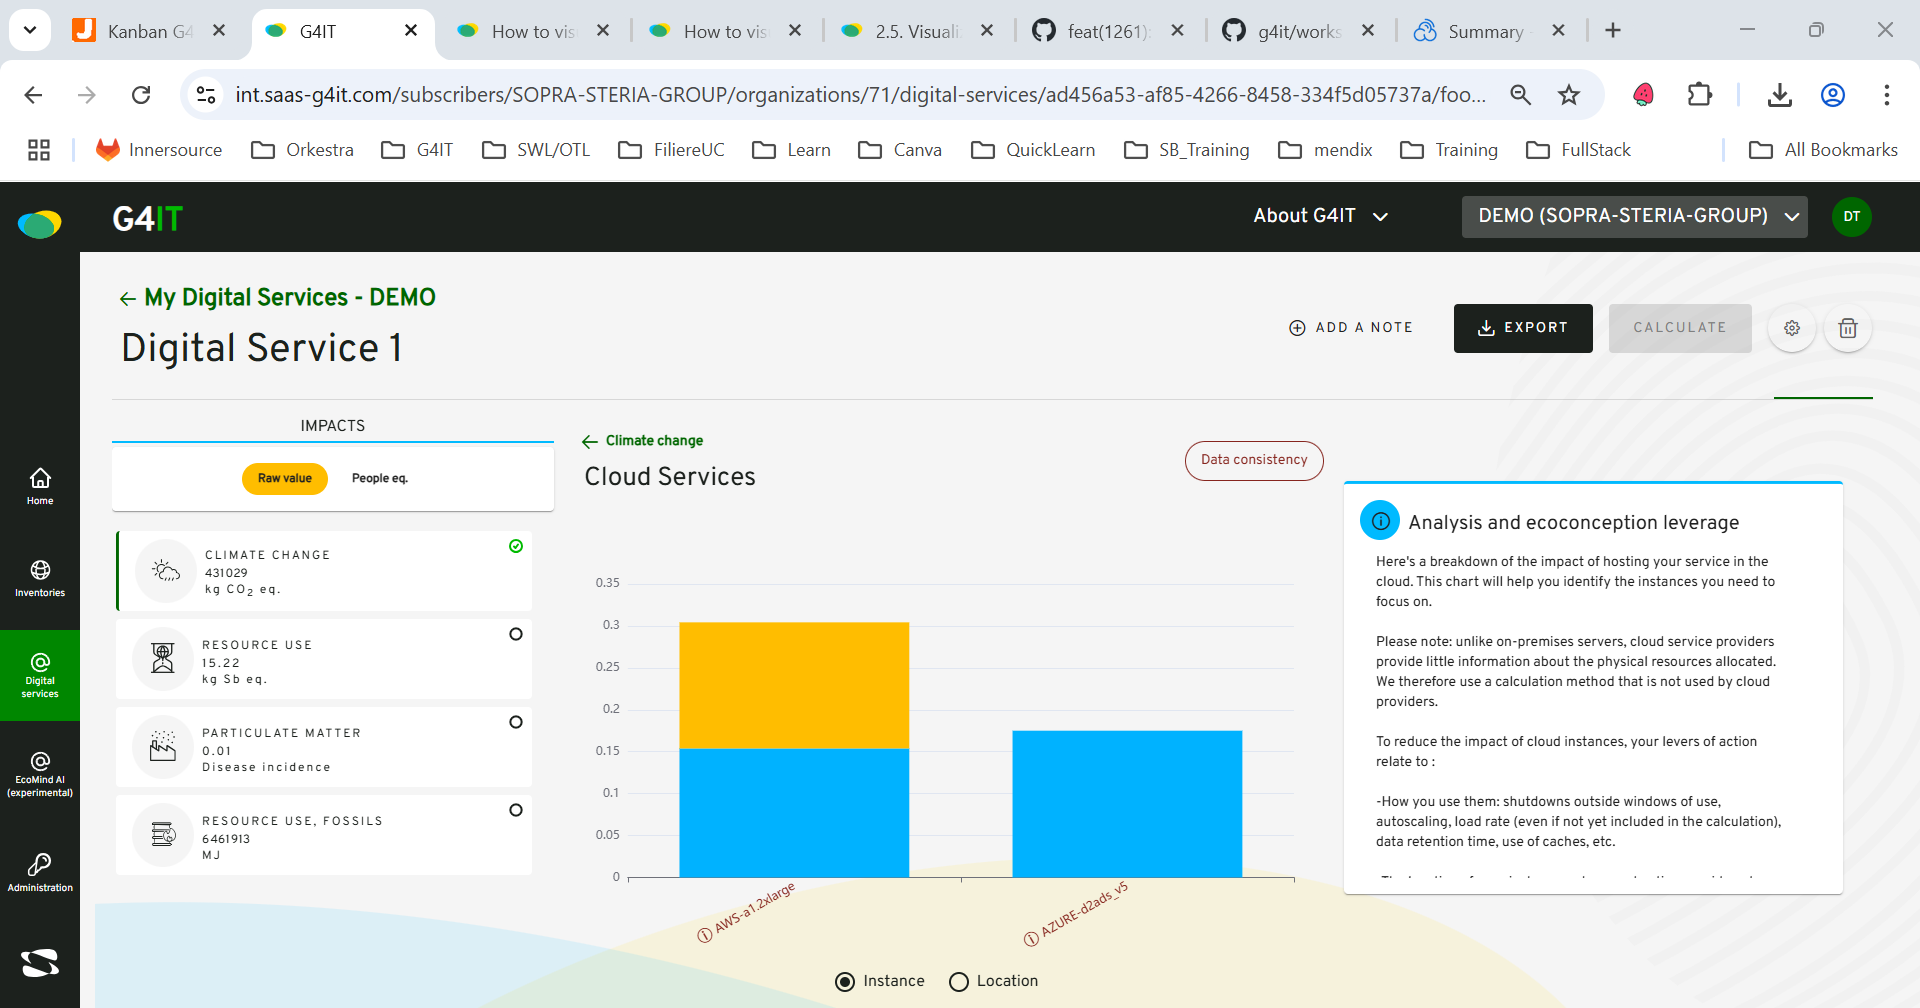 Kanban G4
G4IT
How to vis
How to vis
2.5. Visuali
feat(1261):
g4it/works
Summary
int.saas-g4it.com/subscribers/SOPRA-STERIA-GROUP/organizations/71/digital-services/ad456a53-af85-4266-8458-334f5d05737a/foo...
Innersource
Orkestra
G4IT
SWL/OTL
FiliereUC
Learn
Canva
QuickLearn
SB_Training
mendix
Training
FullStack
All Bookmarks
G4IT
About G4IT
DEMO (SOPRA-STERIA-GROUP)
DT
Home
Inventories
Digital
services
EcoMind AI
(experimental)
Administration
My Digital Services - DEMO
Digital Service 1
ADD A NOTE
EXPORT
CALCULATE
IMPACTS
Raw value
People eq.
CLIMATE CHANGE
431029
kg CO2 eq.
RESOURCE USE
15.22
kg Sb eq.
PARTICULATE MATTER
0.01
Disease incidence
RESOURCE USE, FOSSILS
6461913
MJ
Climate change
Cloud Services
Data consistency
0.35
0.3
0.25
0.2
0.15
0.1
0.05
0
AWS-a1.2xlarge
AZURE-d2ads_v5
Instance
Location
Analysis and ecoconception leverage
Here's a breakdown of the impact of hosting your service in the
cloud. This chart will help you identify the instances you need to
focus on.
Please note: unlike on-premises servers, cloud service providers
provide little information about the physical resources allocated.
We therefore use a calculation method that is not used by cloud
providers.
To reduce the impact of cloud instances, your levers of action
relate to :
-How you use them: shutdowns outside windows of use,
autoscaling, load rate (even if not yet included in the calculation),
data retention time, use of caches, etc.